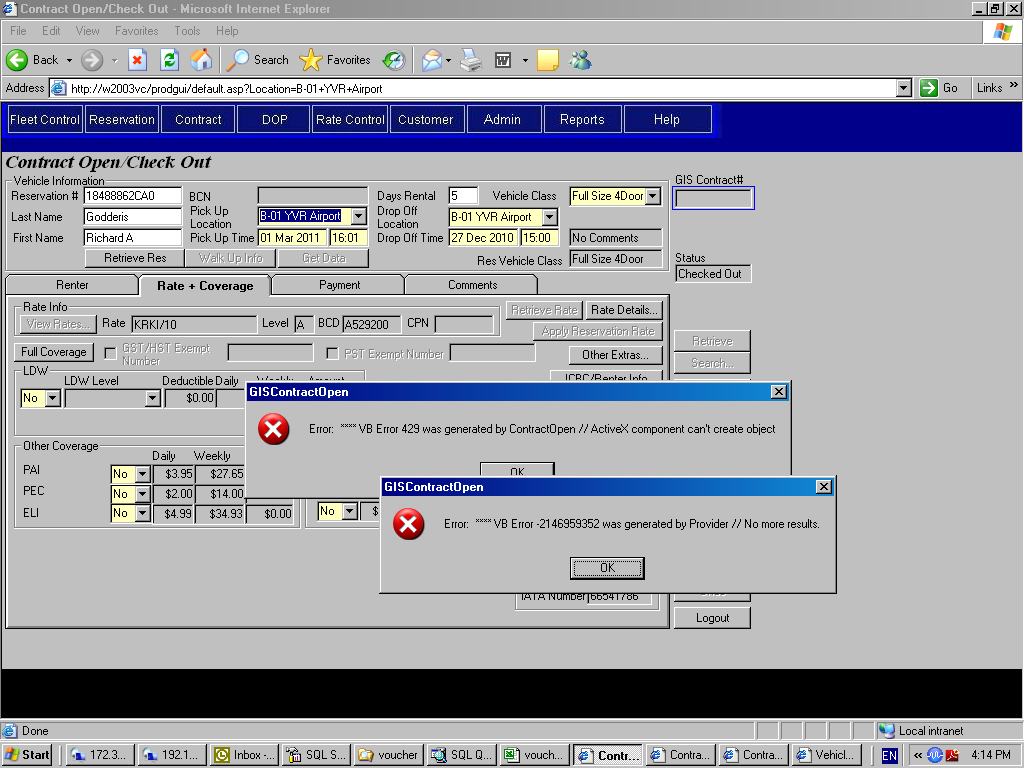 Contract Open/Check Out - Microsoft Internet Explorer
File Edit View Favorites Tools Help
Back Search Favorites
Address http://w2003vc/prodgui/default.asp?Location=B-01+YVR+Airport Go Links »
Fleet Control Reservation Contract DOP Rate Control Customer Admin Reports Help
Contract Open/Check Out
Vehicle Information GIS Contract#
Reservation # 18488862CA0 BCN Days Rental 5 Vehicle Class Full Size 4Door
Last Name Godderis Pick Up Location B-01 YVR Airport Drop Off Location B-01 YVR Airport
First Name Richard A Pick Up Time 01 Mar 2011 16:01 Drop Off Time 27 Dec 2010 15:00 No Comments
Retrieve Res Walk Up Info Get Data Res Vehicle Class Full Size 4Door
Status
Checked Out
Renter Rate + Coverage Payment Comments
Rate Info
View Rates... Rate KRKI/10 Level A BCD A529200 CPN Retrieve Rate Rate Details...
Apply Reservation Rate
Full Coverage GST/HST Exempt Number PST Exempt Number Other Extras...
Retrieve
Search...
LDW ICBC/Renter Info
LDW Level Deductible Daily Weekly Amount
No $0.00
GISContractOpen
Error: **** VB Error 429 was generated by ContractOpen // ActiveX component can't create object
OK
Other Coverage
Daily Weekly
PAI No $3.95 $27.65
PEC No $2.00 $14.00
ELI No $4.99 $34.93 $0.00 No $
GISContractOpen
Error: **** VB Error -2146959352 was generated by Provider // No more results.
OK
IATA Number 66541786
Logout
Done Local intranet
Start 172.3... 192.1... Inbox -... SQL S... voucher SQL Q... vouch... Contr... Contra... Contra... Vehicl... EN « 4:14 PM